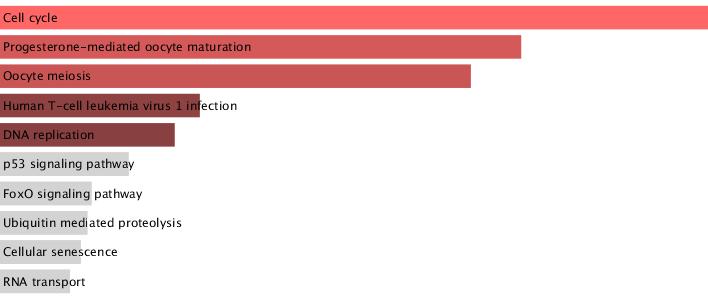 Cell cycle
Progesterone-mediated oocyte maturation
Oocyte meiosis
Human T-cell leukemia virus 1 infection
DNA replication
p53 signaling pathway
FoxO signaling pathway
Ubiquitin mediated proteolysis
Cellular senescence
RNA transport